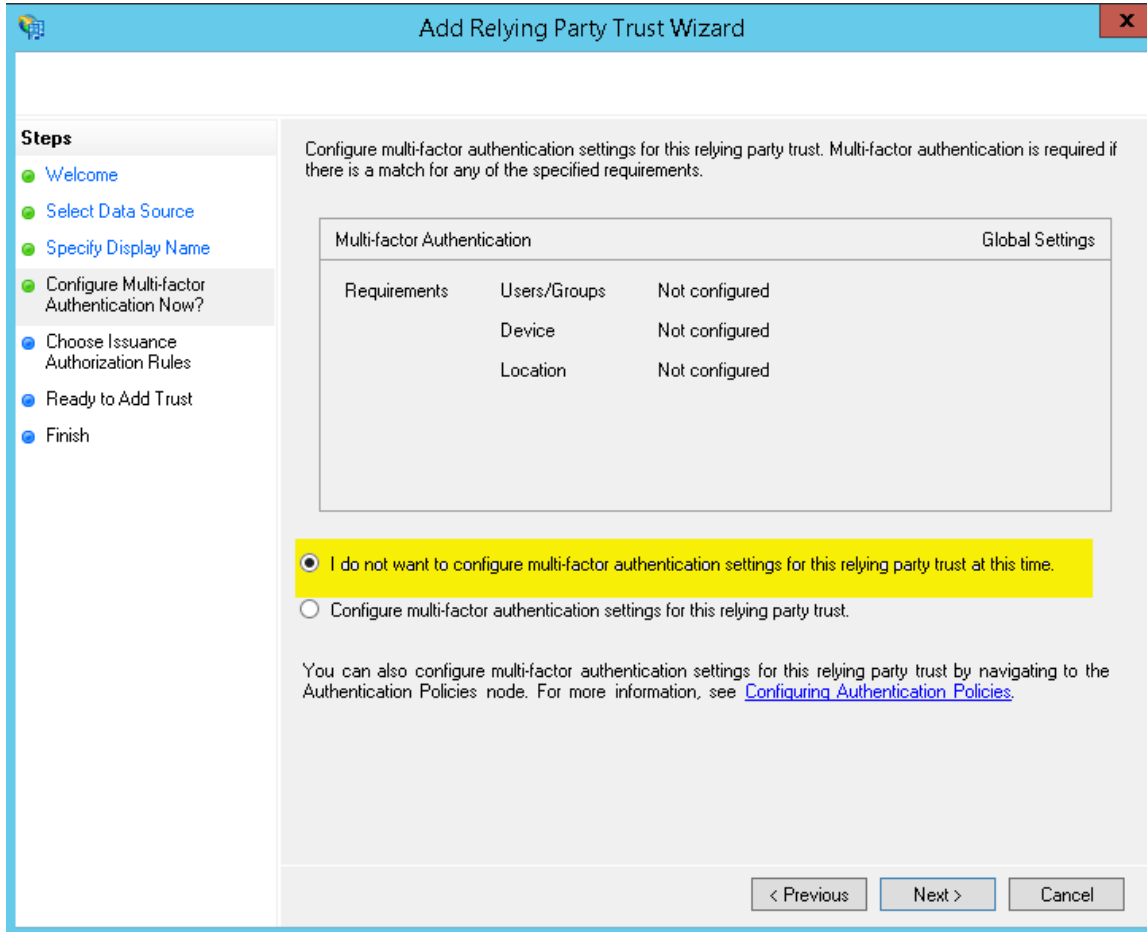 Add Relying Party Trust Wizard
x
Steps
Welcome
Select Data Source
Specify Display Name
Configure Multi-factor
Authentication Now?
Choose Issuance
Authorization Rules
Ready to Add Trust
Finish
Configure multi-factor authentication settings for this relying party trust. Multi-factor authentication is required if
there is a match for any of the specified requirements.
Multi-factor Authentication Global Settings
Requirements Users/Groups Not configured
Device Not configured
Location Not configured
I do not want to configure multi-factor authentication settings for this relying party trust at this time.
Configure multi-factor authentication settings for this relying party trust.
You can also configure multi-factor authentication settings for this relying party trust by navigating to the
Authentication Policies node. For more information, see Configuring Authentication Policies.
< Previous Next > Cancel